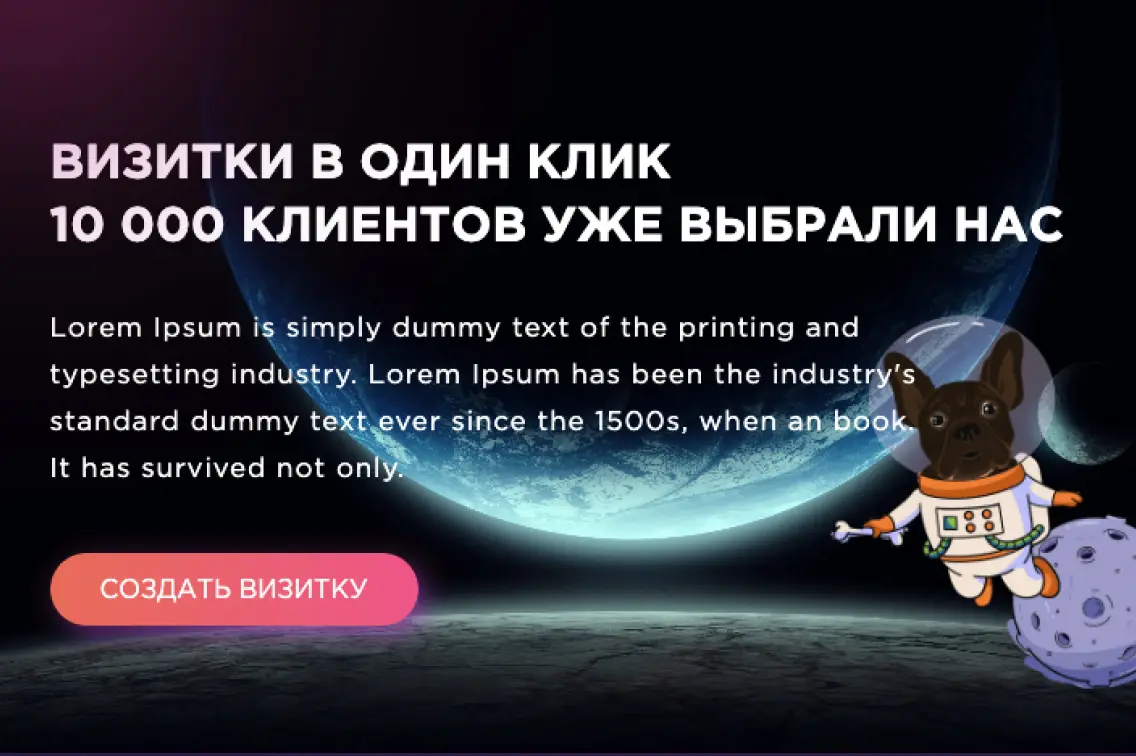 ВИЗИТКИ В ОДИН КЛИК
10 000 КЛИЕНТОВ УЖЕ ВЫБРАЛИ НАС
Lorem Ipsum is simply dummy text of the printing and
typesetting industry. Lorem Ipsum has been the industry's
standard dummy text ever since the 1500s, when an book.
It has survived not only.
СОЗДАТЬ ВИЗИТКУ